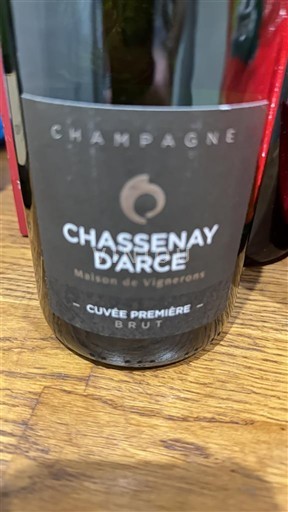 CHAMPAGNE
CHASSENAY
D'ARCE
Maison de Vignerons
– CUVÉE PREMIÈRE –
BRUT